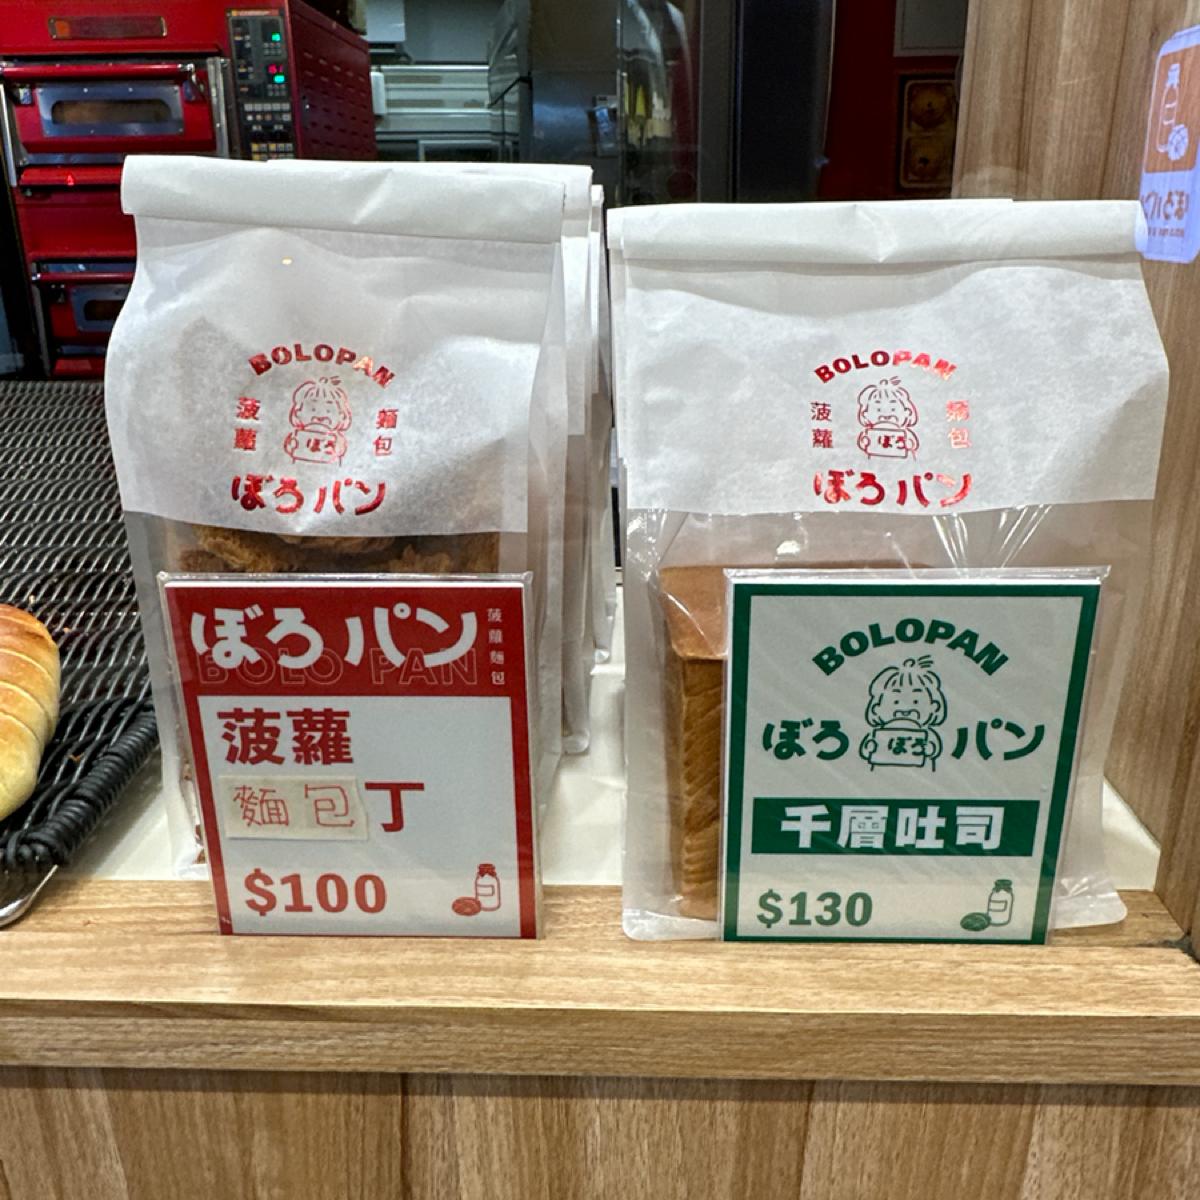 BOLOPAN
菠蘿 麵包
ぼろ
ぼろパン
BOLOPAN
菠蘿 麵包
ぼろ
ぼろパン
ぼろパン
菠蘿麵包
BOLO PAN
菠蘿
麵包丁
$100
BOLOPAN
ぼろ パン
ぼろ
千層吐司
$130